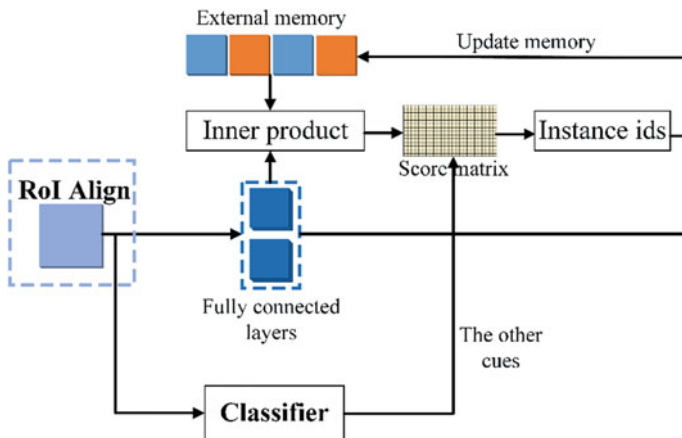 External memory
Update memory
Inner product
Score matrix
Instance ids
RoI Align
Fully connected
layers
The other
cues
Classifier